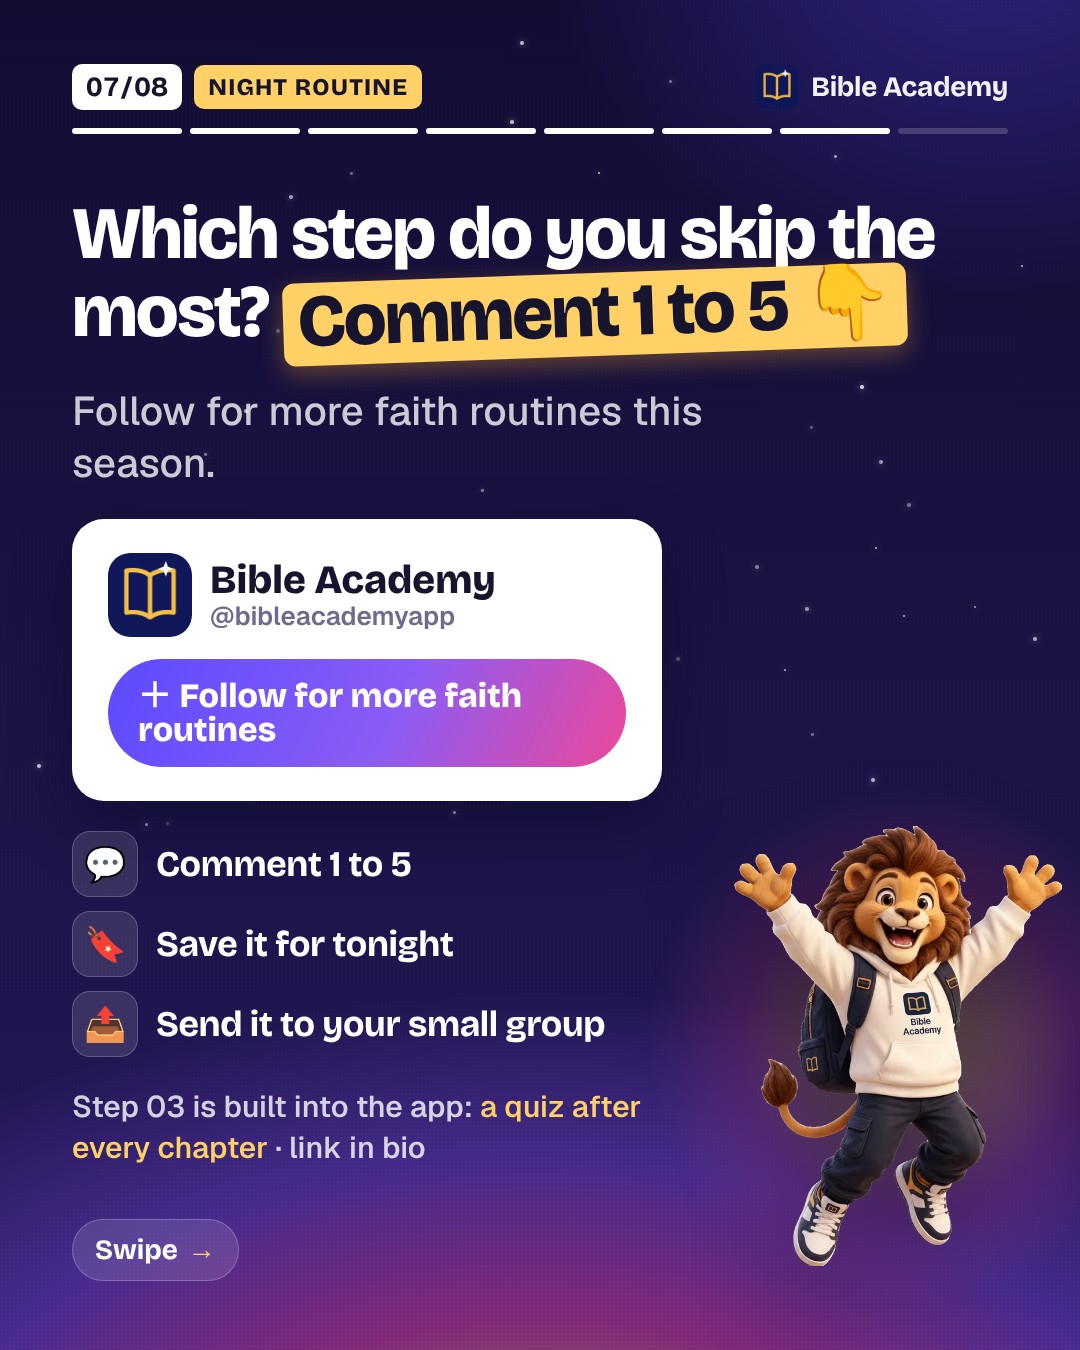 07/08 NIGHT ROUTINE
Bible Academy
Which step do you skip the
most? Comment 1 to 5 👇
Follow for more faith routines this
season.
Bible Academy
@bibleacademyapp
+ Follow for more faith
routines
Comment 1 to 5
Save it for tonight
Send it to your small group
Bible
Academy
Step 03 is built into the app: a quiz after
every chapter · link in bio
Swipe →